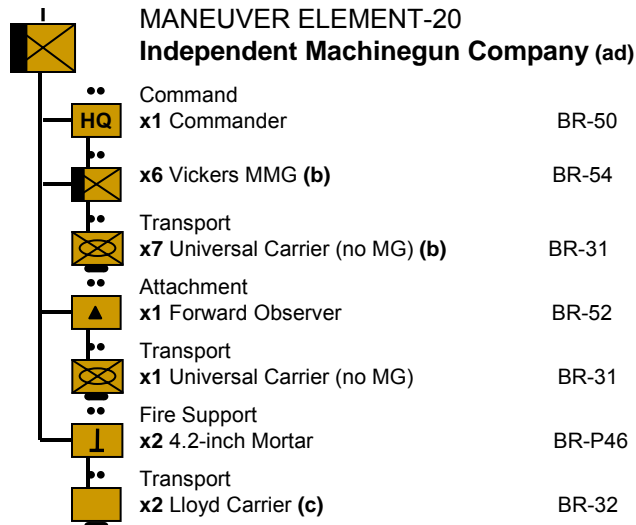 MANEUVER ELEMENT-20
Independent Machinegun Company (ad)
Command
HQ x1 Commander BR-50
x6 Vickers MMG (b) BR-54
Transport
x7 Universal Carrier (no MG) (b) BR-31
Attachment
x1 Forward Observer BR-52
Transport
x1 Universal Carrier (no MG) BR-31
Fire Support
x2 4.2-inch Mortar BR-P46
Transport
x2 Lloyd Carrier (c) BR-32